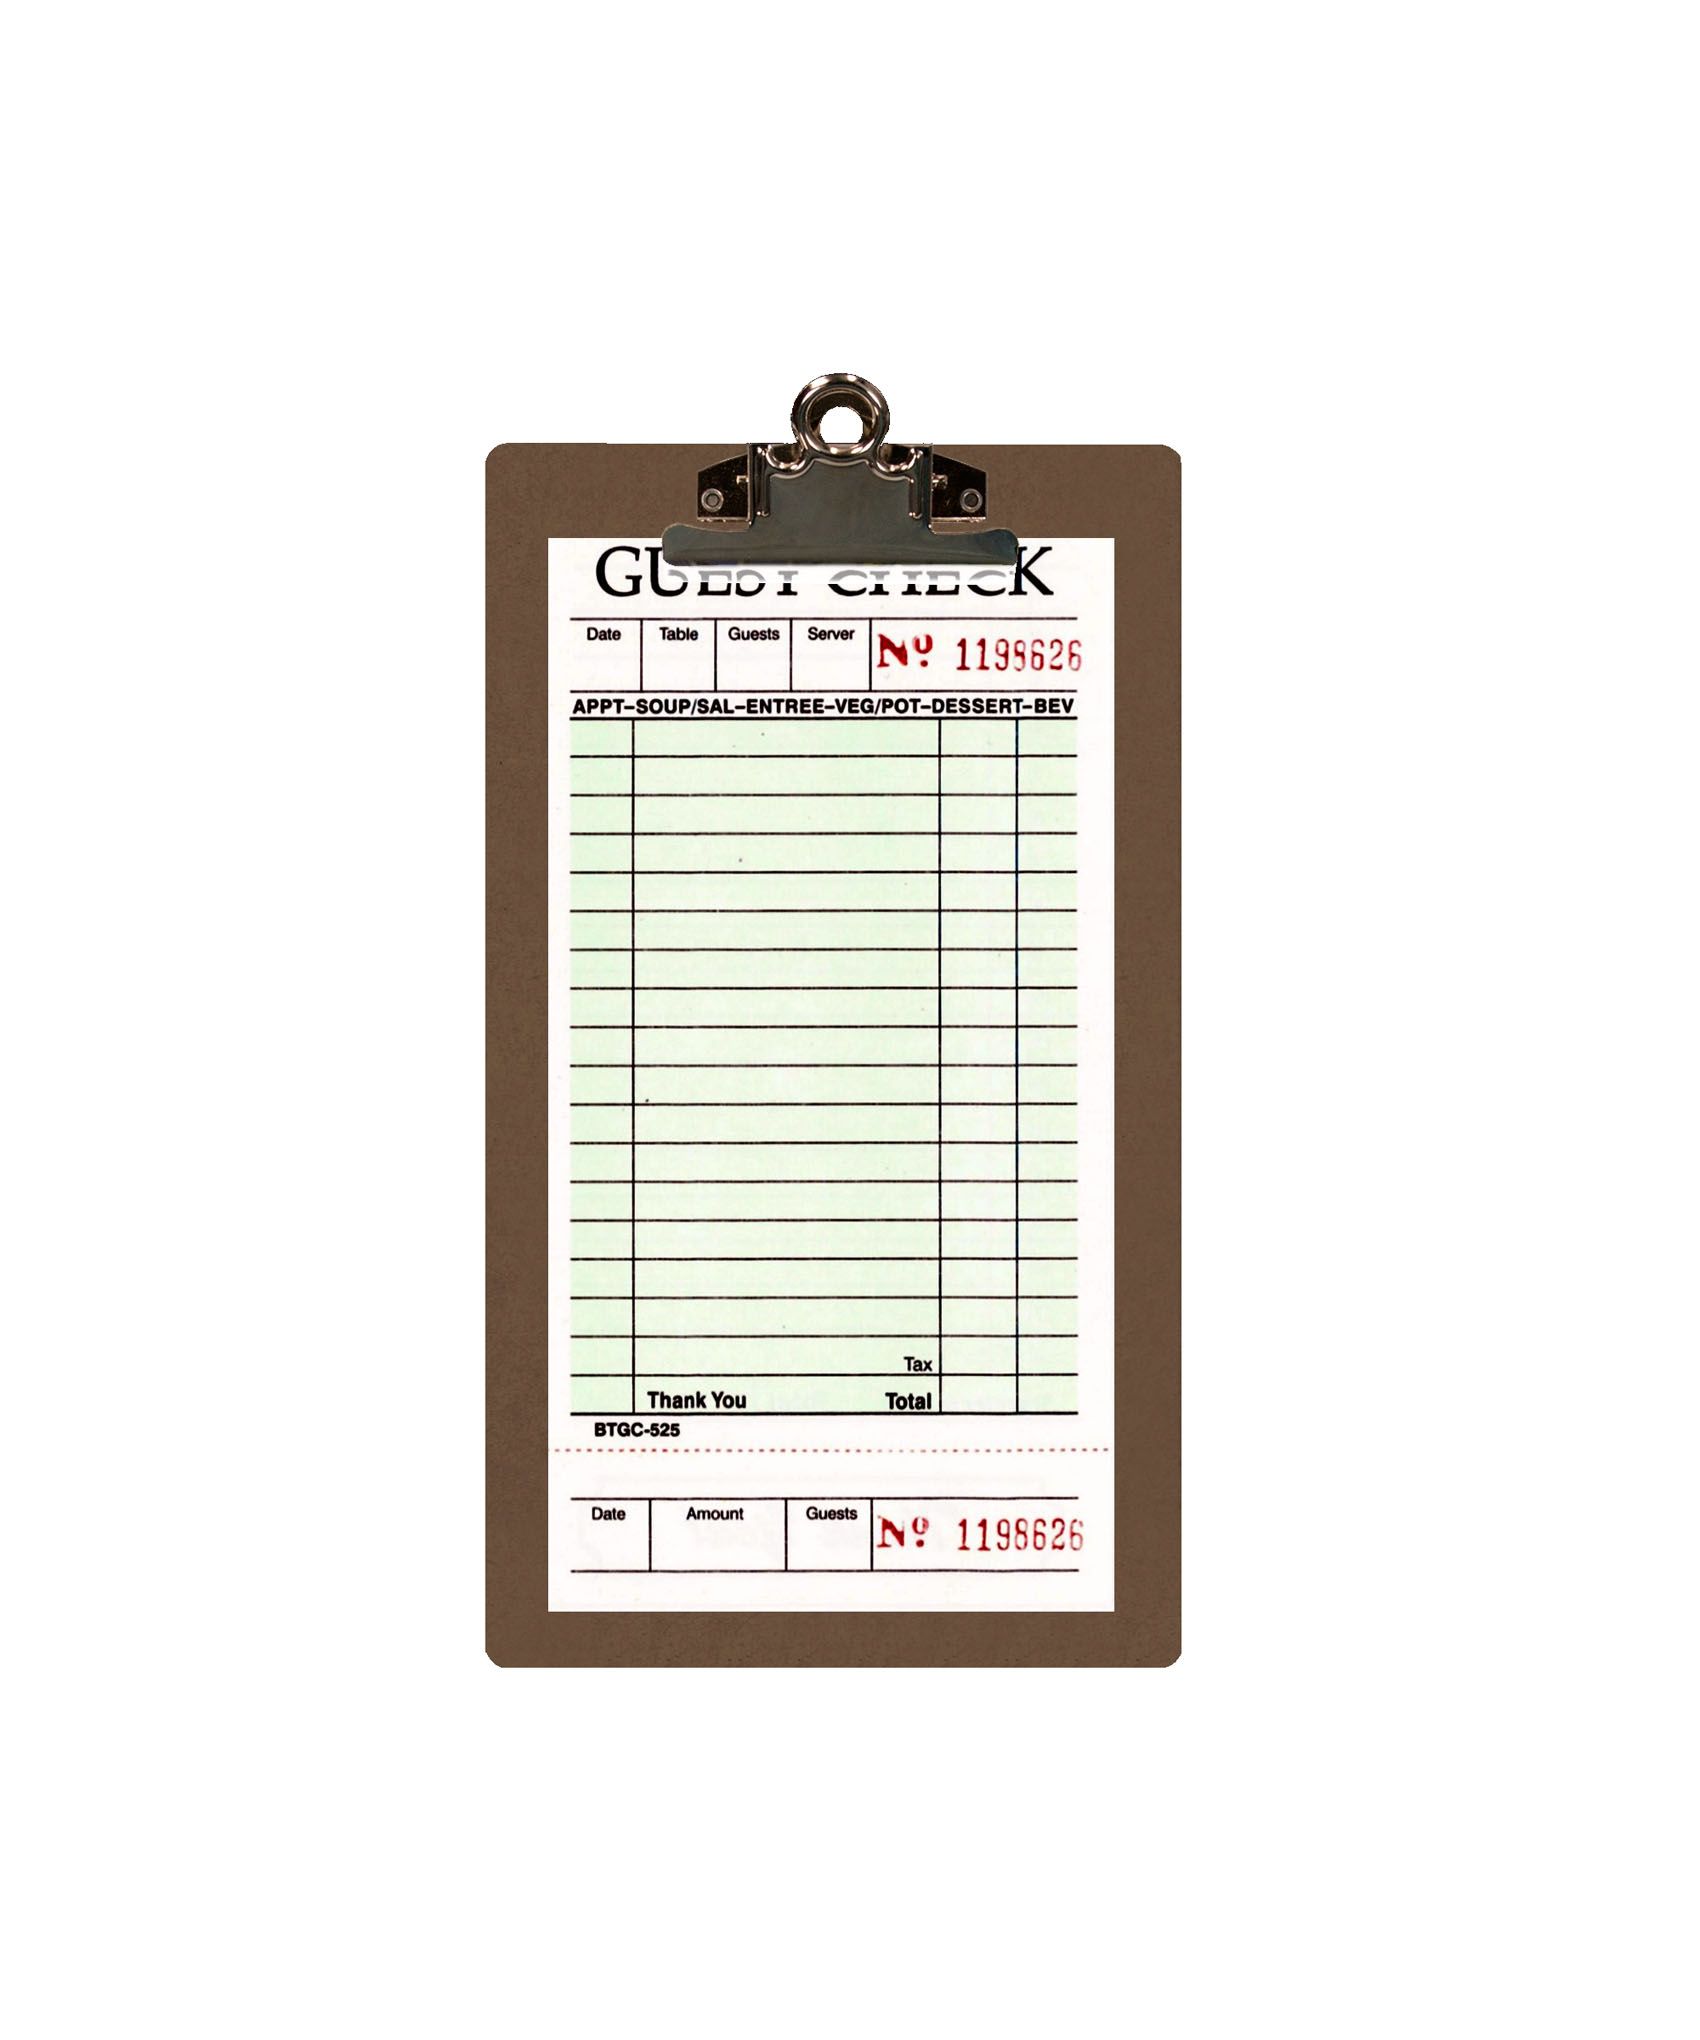 GUEST CHECK
Date Table Guests Server Nº 1198626
APPT–SOUP/SAL–ENTREE–VEG/POT–DESSERT–BEV
Tax
Thank You Total
BTGC-525
Date Amount Guests Nº 1198626